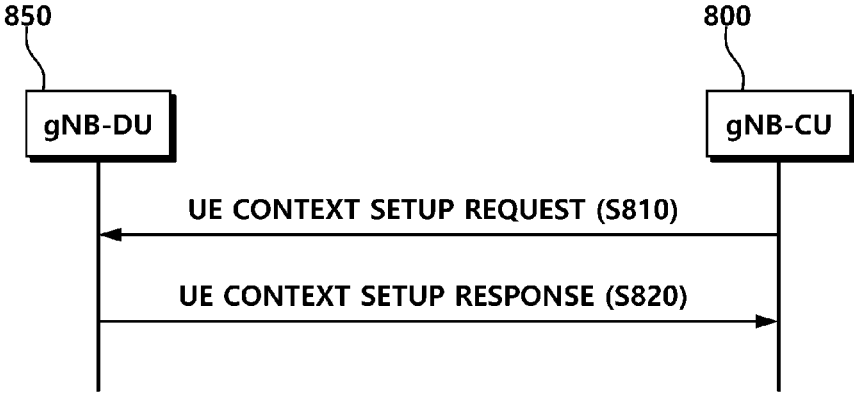 850
800
gNB-DU
gNB-CU
UE CONTEXT SETUP REQUEST (S810)
UE CONTEXT SETUP RESPONSE (S820)